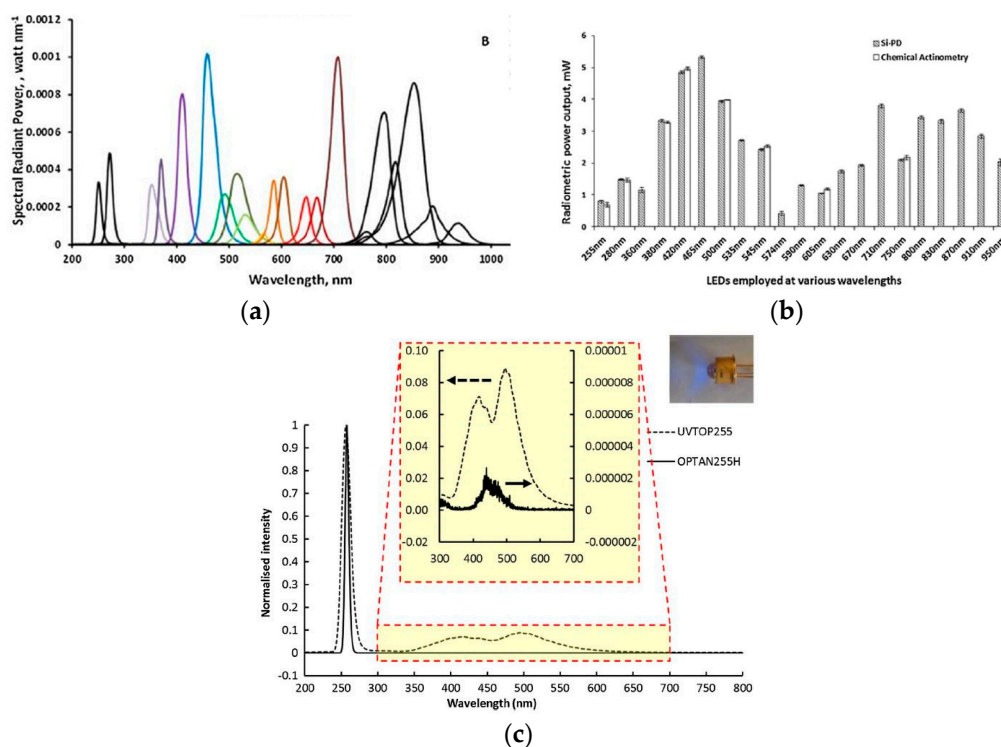 B
Spectral Radiant Power, , watt nm-1
0.0012
0.001
0.0008
0.0006
0.0004
0.0002
0
200 300 400 500 600 700 800 900 1000
Wavelength, nm
(a)
Radiometric power output, mW
6
5
4
3
2
1
0
Si-PD
Chemical Actinometry
255nm 280nm 360nm 380nm 420nm 465nm 500nm 535nm 545nm 574nm 590nm 605nm 630nm 670nm 710nm 750nm 800nm 830nm 870nm 910nm 950nm
LEDs employed at various wavelengths
(b)
0.10 0.00001
0.08 0.000008
0.06 0.000006
0.04 0.000004
0.02 0.000002
0.00 0
-0.02 -0.000002
300 400 500 600 700
UVTOP255
OPTAN255H
Normalised intensity
1
0.9
0.8
0.7
0.6
0.5
0.4
0.3
0.2
0.1
0
-0.1
200 250 300 350 400 450 500 550 600 650 700 750 800
Wavelength (nm)
(c)